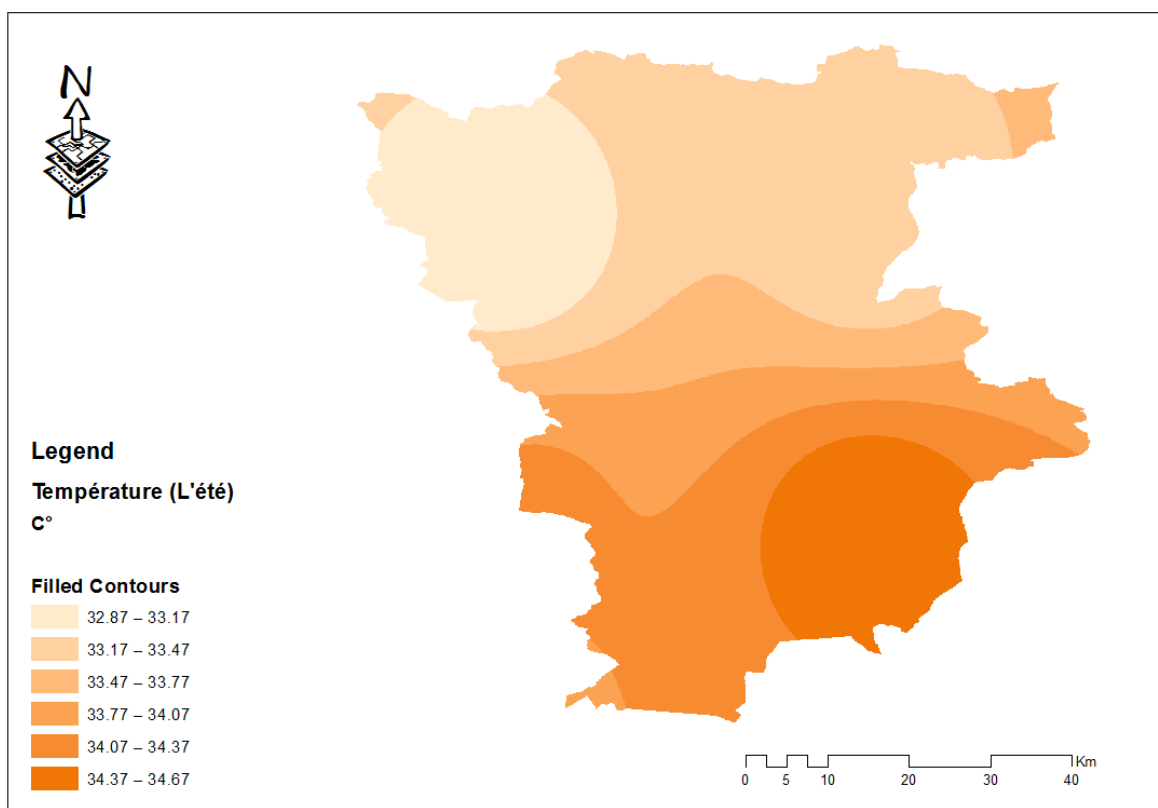 N
Legend
Température (L'été)
C°
Filled Contours
32.87 – 33.17
33.17 – 33.47
33.47 – 33.77
33.77 – 34.07
34.07 – 34.37
34.37 – 34.67
Km
0 5 10 20 30 40